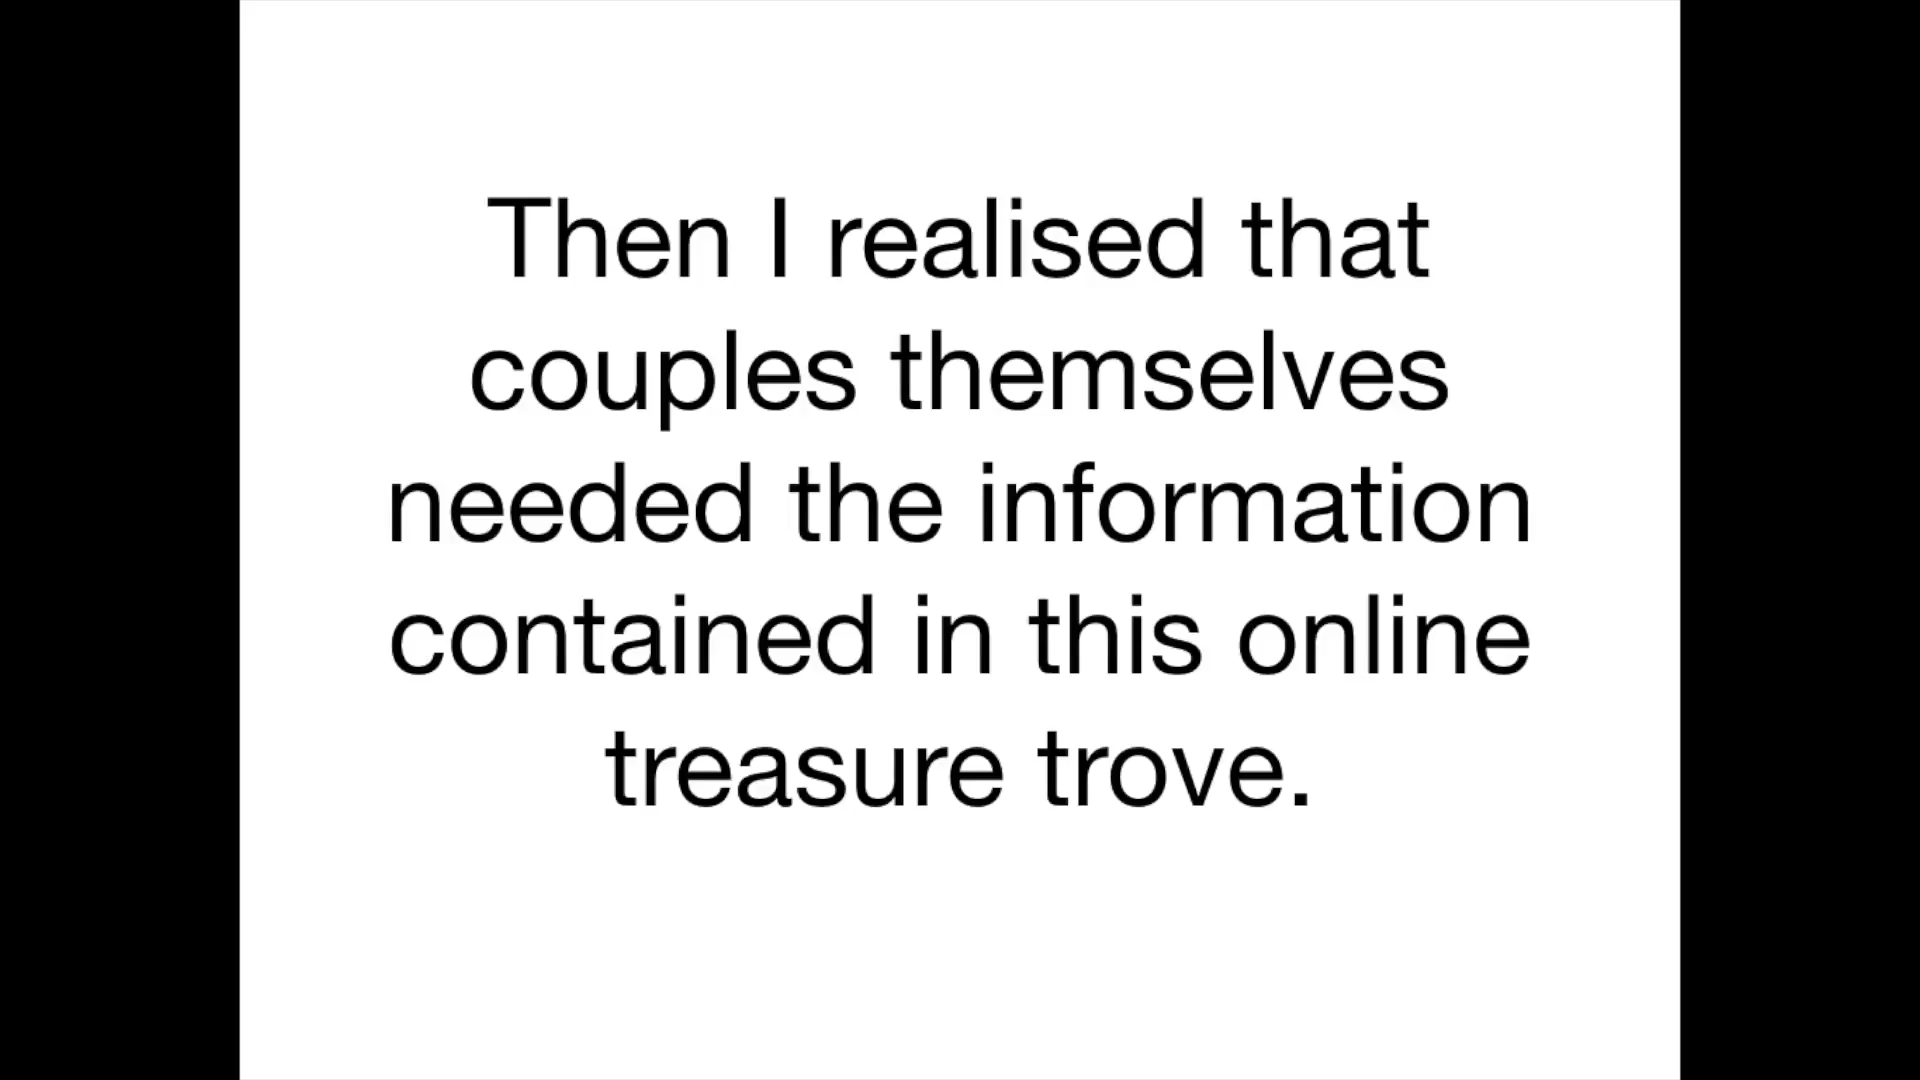 Then I realised that
couples themselves
needed the information
contained in this online
treasure trove.